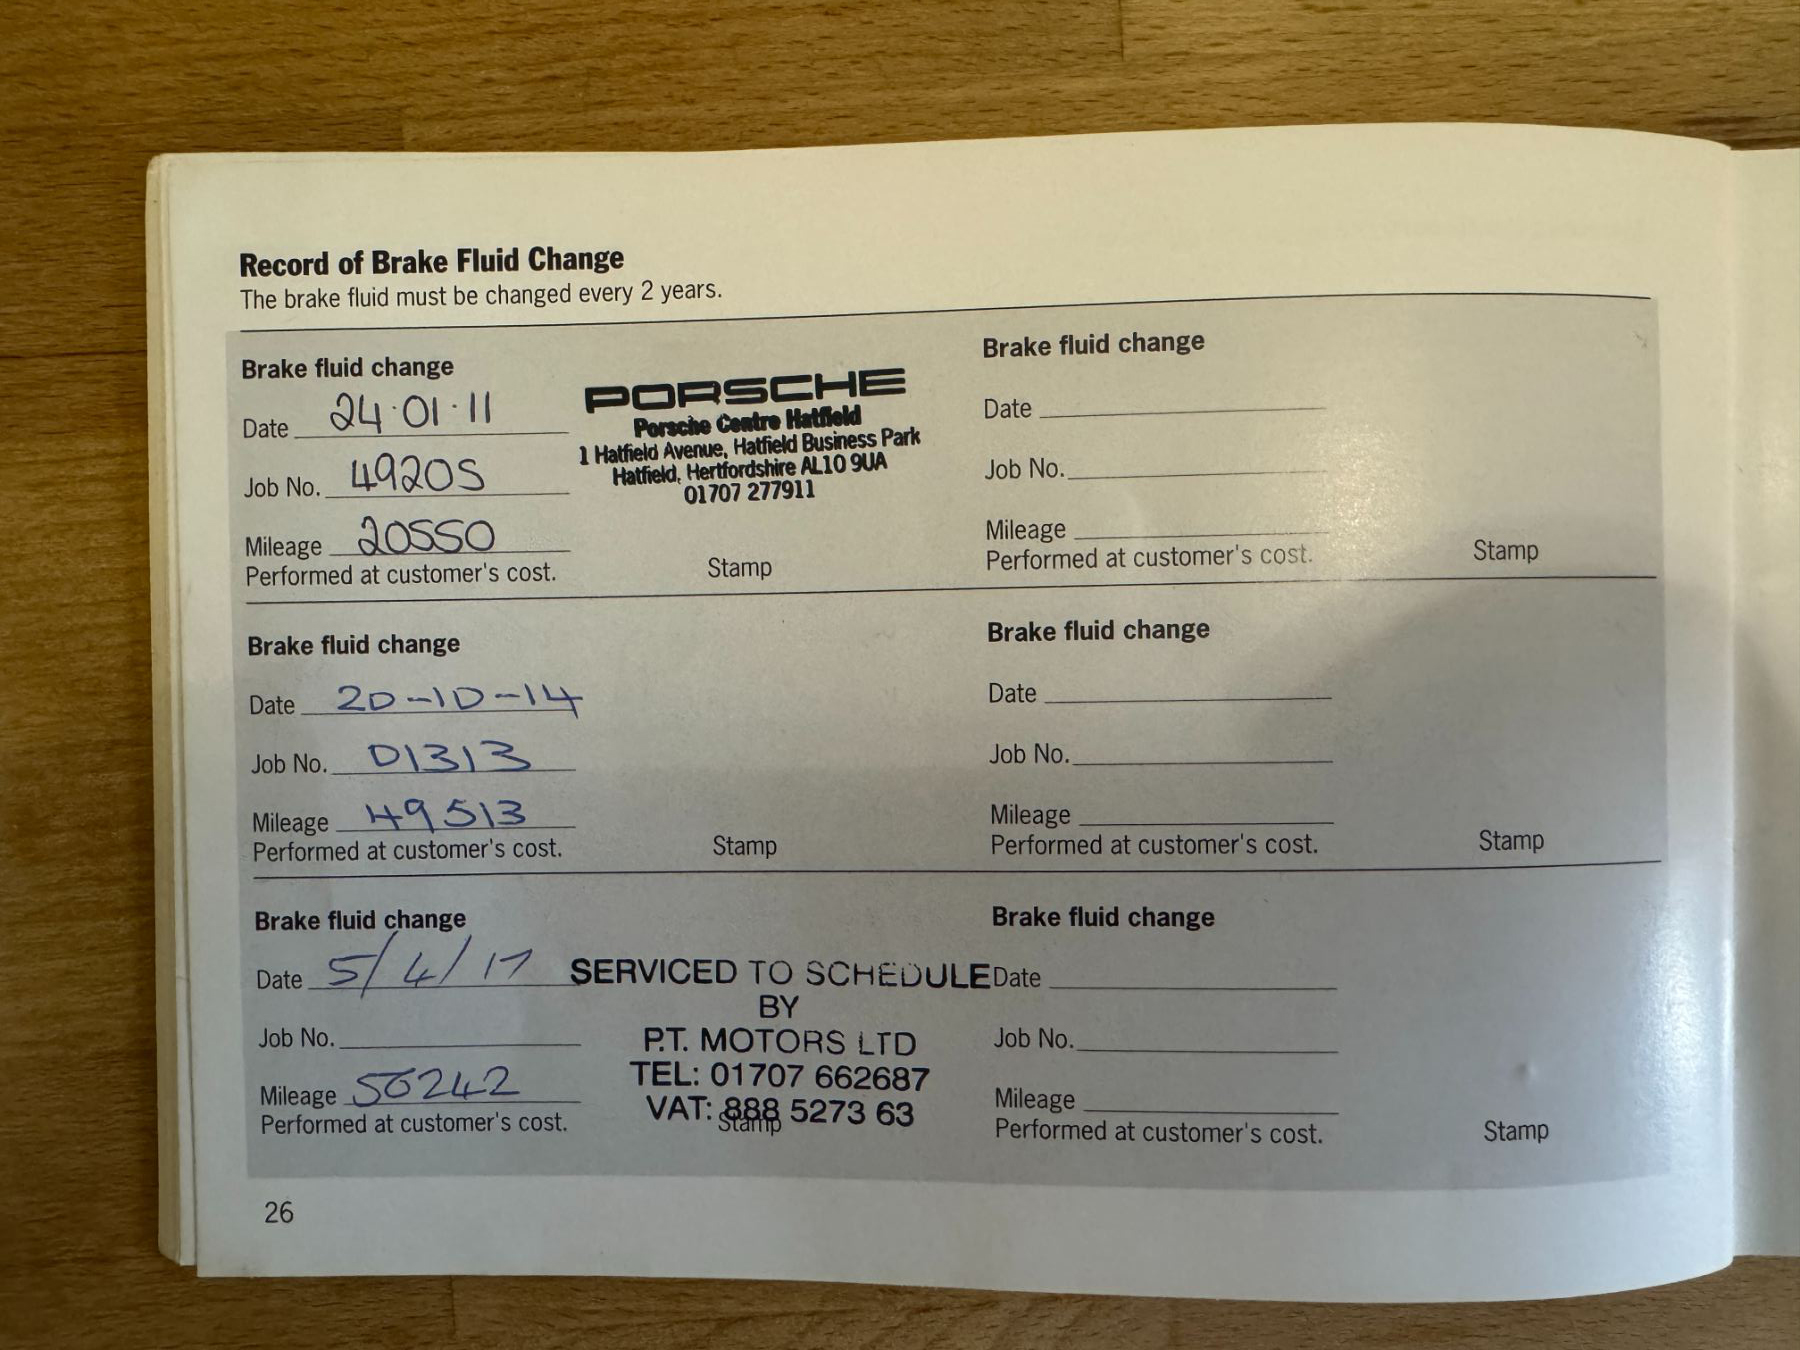 Record of Brake Fluid Change
The brake fluid must be changed every 2 years.
Brake fluid change
Date 24·01·11
Job No. 49205
Mileage 20550
Performed at customer's cost.
PORSCHE
Porsche Centre Hatfield
1 Hatfield Avenue, Hatfield Business Park
Hatfield, Hertfordshire AL10 9UA
01707 277911
Stamp
Brake fluid change
Date 20-10-14
Job No. 01313
Mileage 49513
Performed at customer's cost.
Stamp
Brake fluid change
Date 5/4/17
Job No.
Mileage 56242
Performed at customer's cost.
SERVICED TO SCHEDULE
BY
P.T. MOTORS LTD
TEL: 01707 662687
VAT: 888 5273 63
Stamp
Brake fluid change
Date
Job No.
Mileage
Performed at customer's cost.
Stamp
Brake fluid change
Date
Job No.
Mileage
Performed at customer's cost.
Stamp
Brake fluid change
Date
Job No.
Mileage
Performed at customer's cost.
Stamp
26